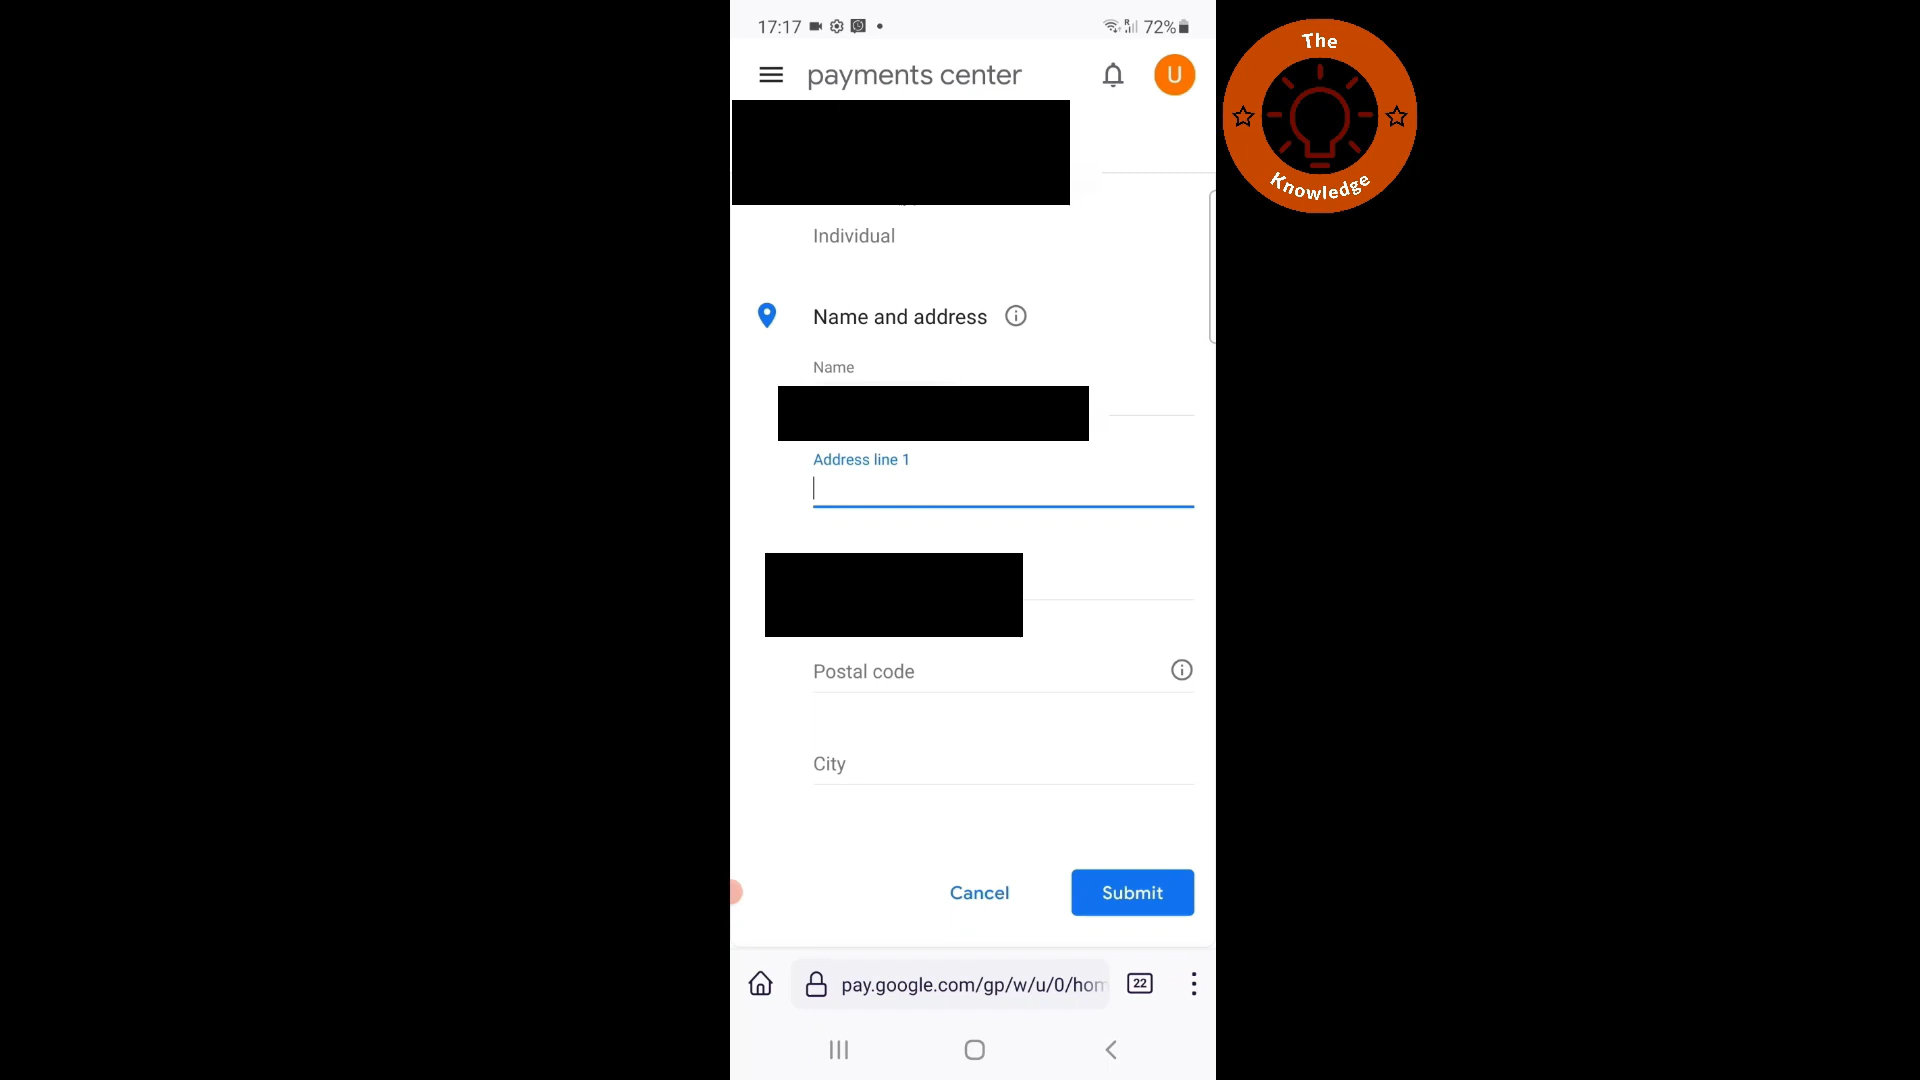 17:17
72%
payments center
U
The
Knowledge
Individual
Name and address
Name
Address line 1
Postal code
City
Cancel
Submit
pay.google.com/gp/w/u/0/hom
22